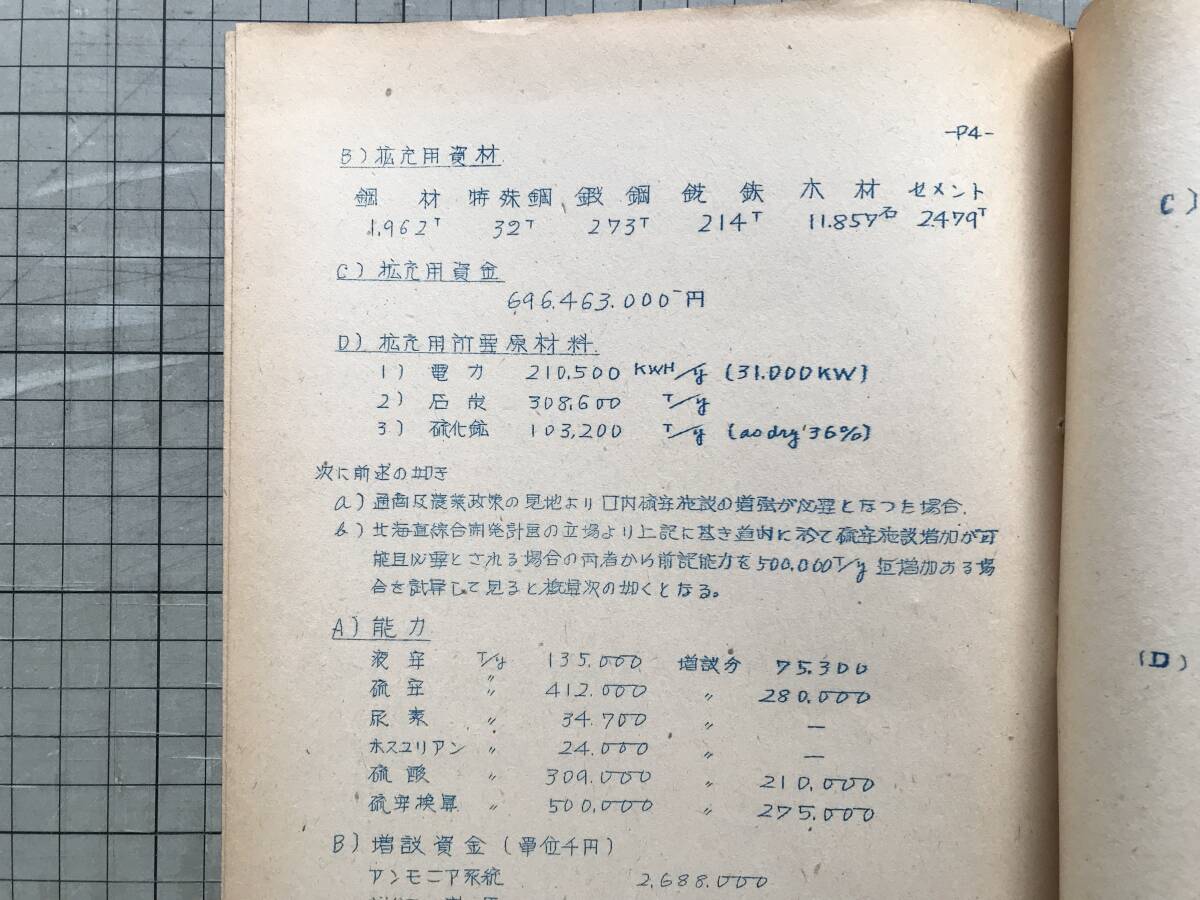 -P4-
B) 拡充用資材
鋼材 特殊鋼 鍛鋼 銑鉄 木材 セメント
1,962T 32T 273T 214T 11.857石 2479T
C) 拡充用資金
696.463.000-円
D) 拡充用所要原材料.
1) 電力 210,500 KWH/y (31.000KW)
2) 石炭 308,600 T/y
3) 硫化鉱 103,200 T/y (as dry 36%)
次に前述の如き
a) 通商及農業政策の見地より口内硫安施設の増強が必要となつた場合.
b) 北海道綜合開発計画の立場より上記に基き道内に於て硫安施設増加が可
能且必要とされる場合の両者から前記能力を500,000T/y 迄増加する場
合を試算して見ると概算次の如くとなる。
A) 能力
液安 T/y 135.000 増設分 75.300
硫安 〃 412.000 〃 280.000
尿素 〃 34.700 〃 ―
ホスユリアン 〃 24.000 〃 ―
硫酸 〃 309.000 〃 210.000
硫安換算 〃 500,000 〃 275.000
B) 増設資金 (単位千円)
アンモニア系統 2,688.000
C)
(D)